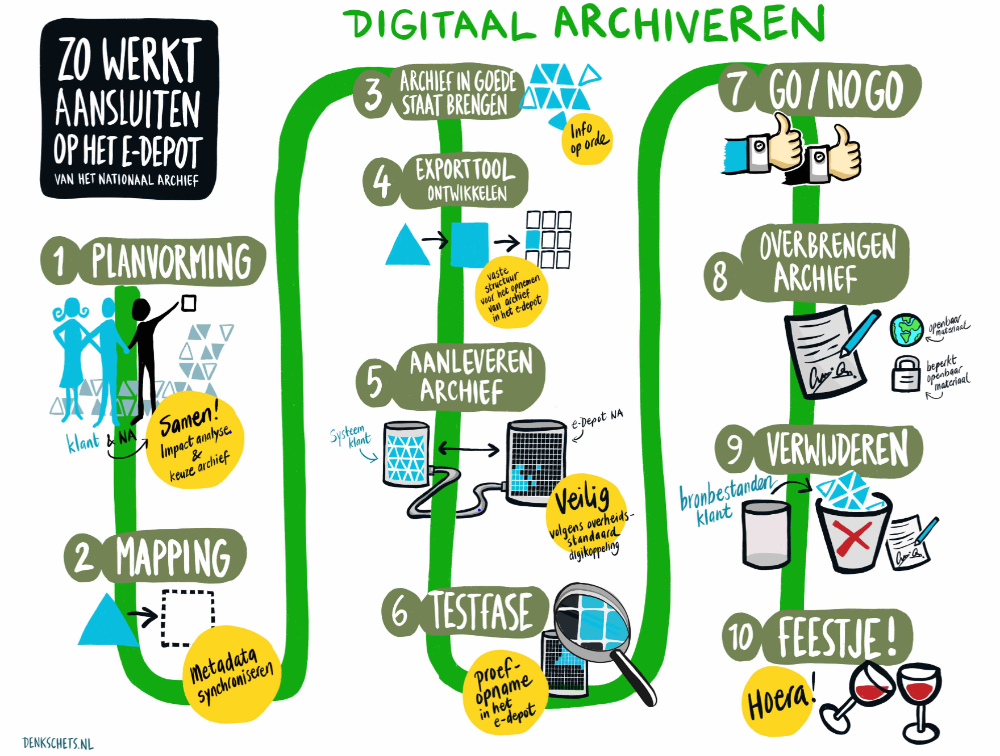 DIGITAAL ARCHIVEREN
ZO WERKT
AANSLUITEN
OP HET E-DEPOT
VAN HET NATIONAAL ARCHIEF
1 PLANVORMING
klant & NA
Samen!
Impact analyse
&
keuze archief
2 MAPPING
Metadata
synchroniseren
3 ARCHIEF IN GOEDE
STAAT BRENGEN
Info
op orde
4 EXPORTTOOL
ONTWIKKELEN
vaste
structuur
voor het opnemen
van archief
in het e-depot
5 AANLEVEREN
ARCHIEF
Systeem
klant
e-Depot NA
Veilig
volgens overheids-
standaard
digikoppeling
6 TESTFASE
proef-
opname
in het
e-depot
7 GO/NO GO
8 OVERBRENGEN
ARCHIEF
openbaar
materiaal
beperkt
openbaar
materiaal
9 VERWIJDEREN
bronbestanden
klant
10 FEESTJE!
Hoera!
DENKSCHETS.NL